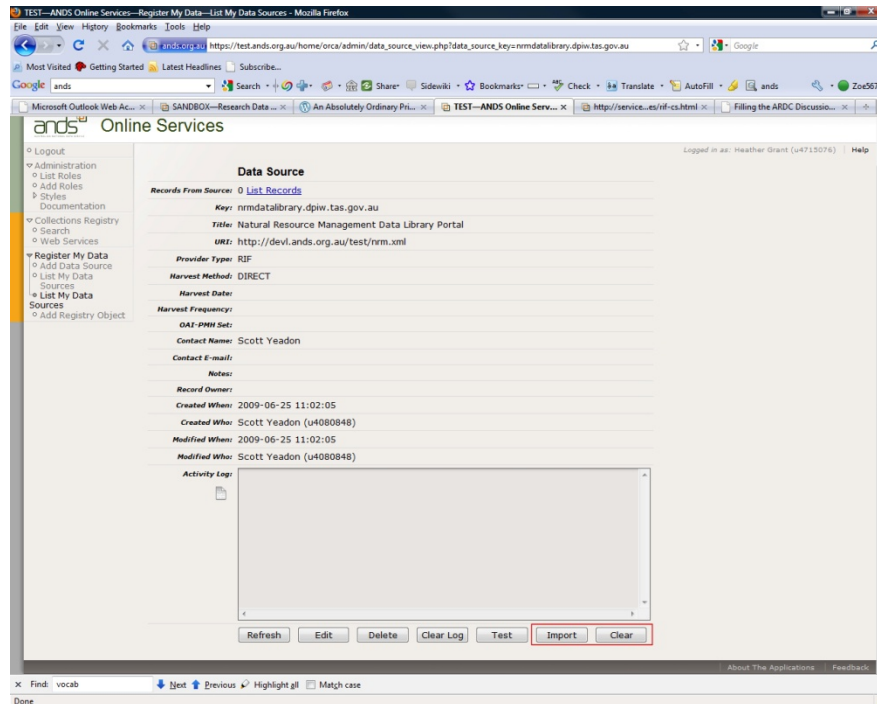 TEST—ANDS Online Services—Register My Data—List My Data Sources - Mozilla Firefox
File Edit View History Bookmarks Tools Help
ands.org.au https://test.ands.org.au/home/orca/admin/data_source_view.php?data_source_key=nrmdatalibrary.dpiw.tas.gov.au Google
Most Visited Getting Started Latest Headlines Subscribe...
Google ands Search Share Sidewiki Bookmarks Check Translate AutoFill ands Zoe567
Microsoft Outlook Web Ac... SANDBOX—Research Data ... An Absolutely Ordinary Pri... TEST—ANDS Online Serv... http://service...es/rif-cs.html Filling the ARDC Discussio...
ands Online Services
Logout
Logged in as: Heather Grant (u4715076) Help
Administration
List Roles
Add Roles
Styles
Documentation
Collections Registry
Search
Web Services
Register My Data
Add Data Source
List My Data
Sources
List My Data
Sources
Add Registry Object
Data Source
Records From Source: 0 List Records
Key: nrmdatalibrary.dpiw.tas.gov.au
Title: Natural Resource Management Data Library Portal
URI: http://devl.ands.org.au/test/nrm.xml
Provider Type: RIF
Harvest Method: DIRECT
Harvest Date:
Harvest Frequency:
OAI-PMH Set:
Contact Name: Scott Yeadon
Contact E-mail:
Notes:
Record Owner:
Created When: 2009-06-25 11:02:05
Created Who: Scott Yeadon (u4080848)
Modified When: 2009-06-25 11:02:05
Modified Who: Scott Yeadon (u4080848)
Activity Log:
Refresh Edit Delete Clear Log Test Import Clear
About The Applications Feedback
Find: vocab Next Previous Highlight all Match case
Done